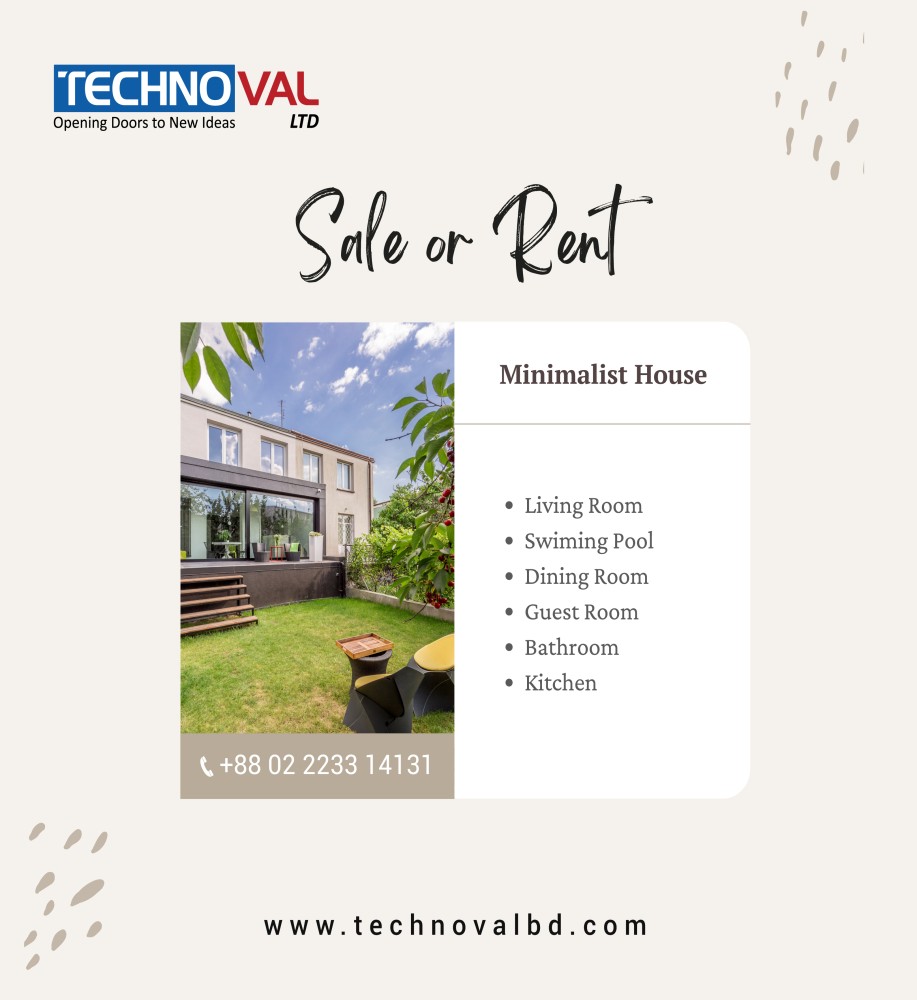 TECHNOVAL
Opening Doors to New Ideas LTD
Sale or Rent
Minimalist House
• Living Room
• Swiming Pool
• Dining Room
• Guest Room
• Bathroom
• Kitchen
+88 02 2233 14131
www.technovalbd.com